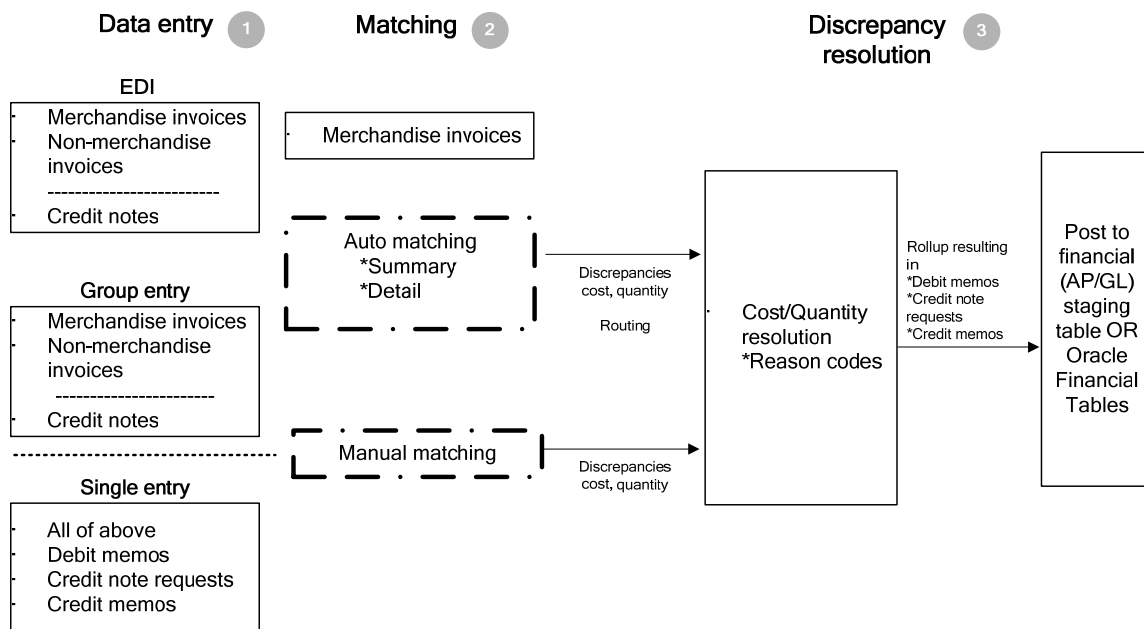 Data entry 1
EDI
Merchandise invoices
Non-merchandise
invoices
------------------------
Credit notes
Group entry
Merchandise invoices
Non-merchandise
invoices
----------------------
Credit notes
Single entry
All of above
Debit memos
Credit note requests
Credit memos
Matching 2
Merchandise invoices
Auto matching
*Summary
*Detail
Manual matching
Discrepancies
cost, quantity
Routing
Discrepancies
cost, quantity
Discrepancy 3
resolution
Cost/Quantity
resolution
*Reason codes
Rollup resulting
in
*Debit memos
*Credit note
requests
*Credit memos
Post to
financial
(AP/GL)
staging
table OR
Oracle
Financial
Tables